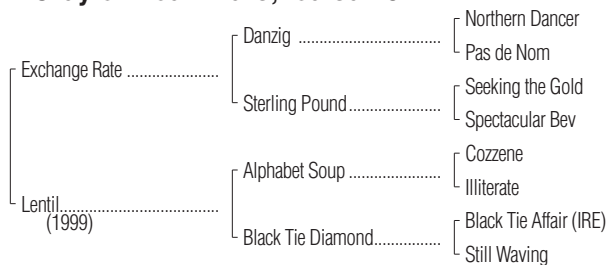 Northern Dancer
Danzig ........................
Pas de Nom
Exchange Rate .................
Seeking the Gold
Sterling Pound.................
Spectacular Bev
Cozzene
Alphabet Soup .................
Illiterate
Lentil.............................
(1999)
Black Tie Affair (IRE)
Black Tie Diamond............
Still Waving